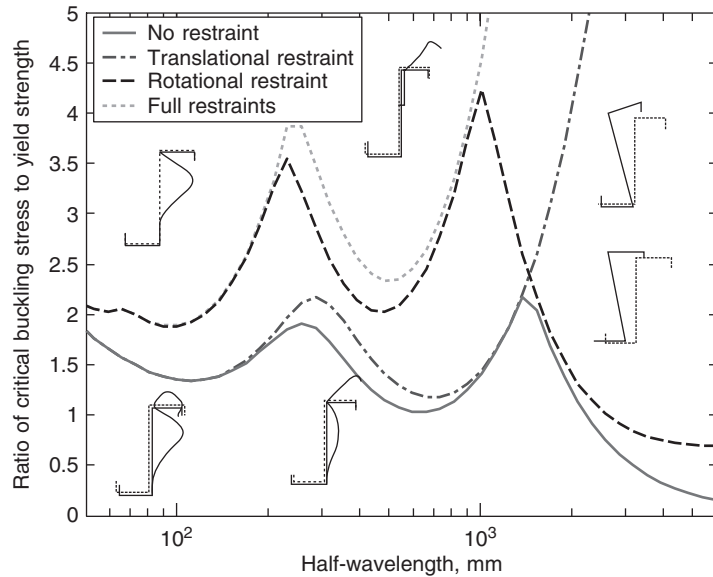 5
4.5
4
3.5
3
2.5
2
1.5
1
0.5
0
Ratio of critical buckling stress to yield strength
No restraint
Translational restraint
Rotational restraint
Full restraints
10²
10³
Half-wavelength, mm